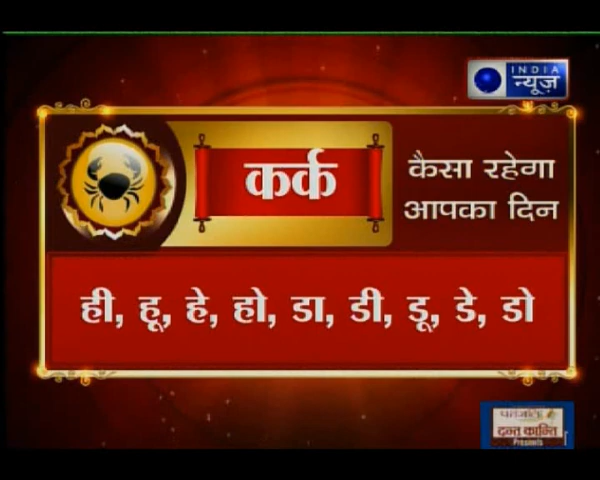 INDIA
न्यूज़
कर्क
कैसा रहेगा
आपका दिन
ही, हू, हे, हो, डा, डी, डू, डे, डो
पतंजलि
दन्त कान्ति
Presents